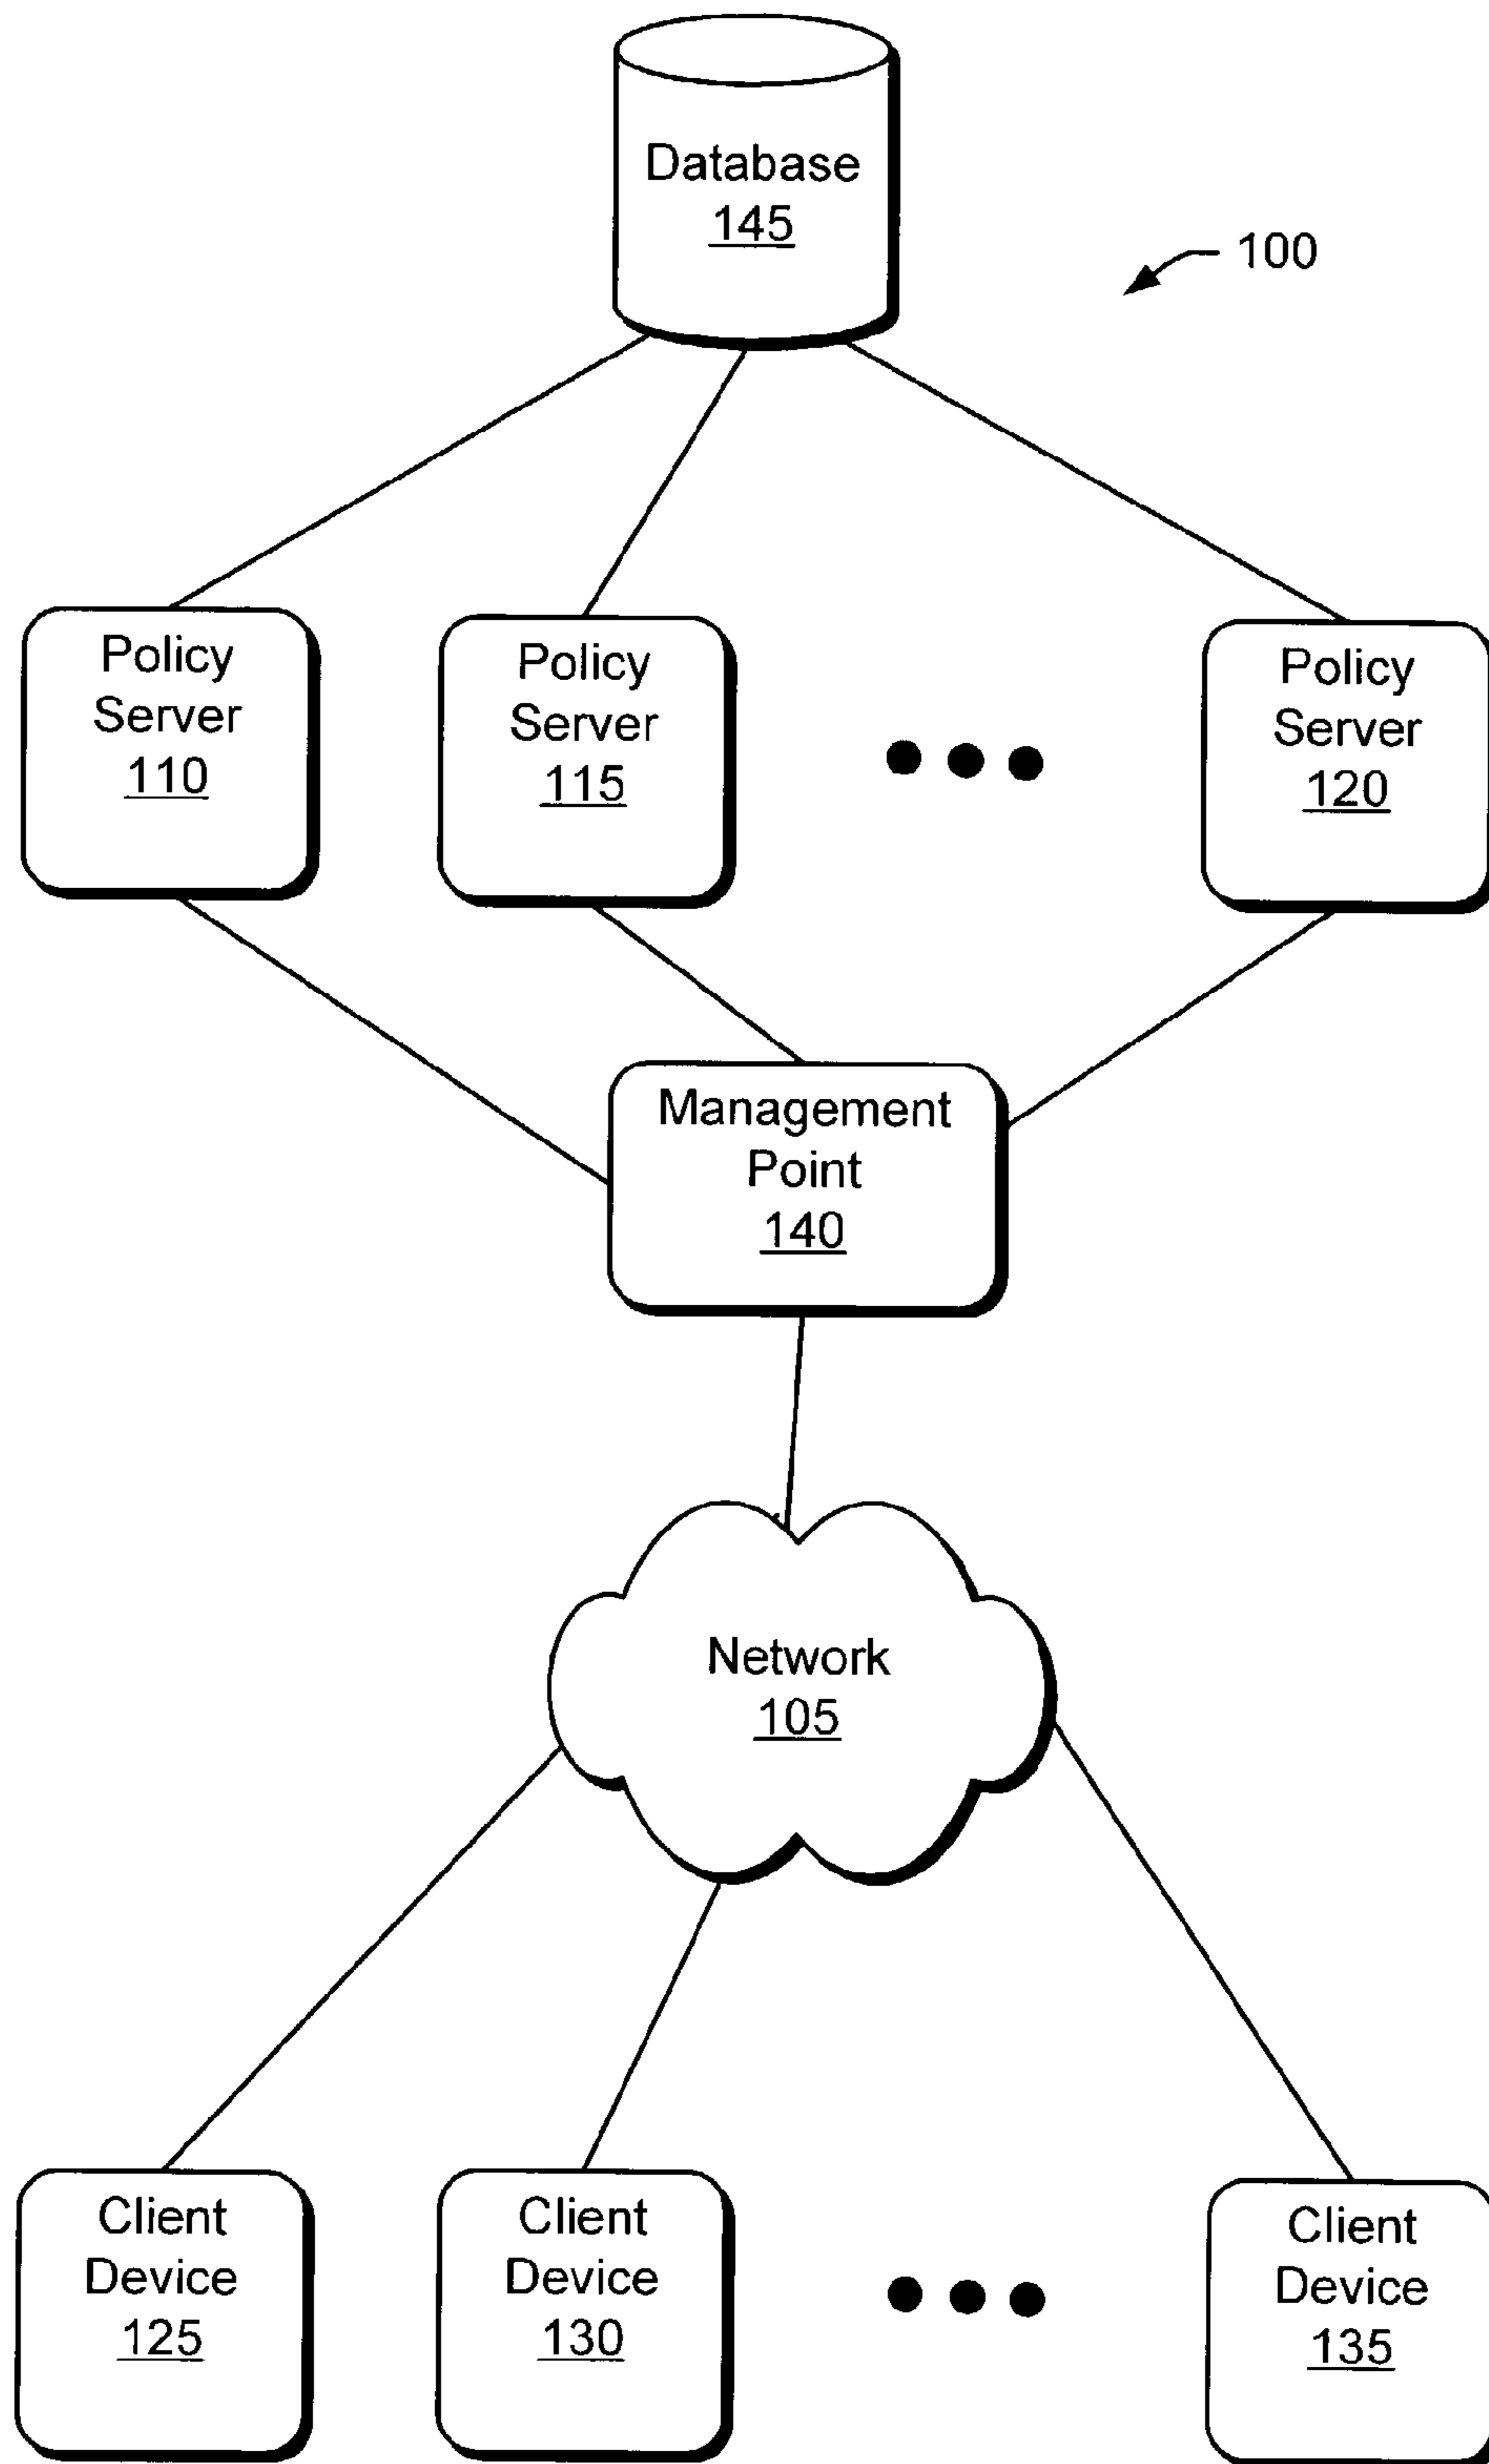 Database
145
100
Policy
Server
110
Policy
Server
115
Policy
Server
120
Management
Point
140
Network
105
Client
Device
125
Client
Device
130
Client
Device
135